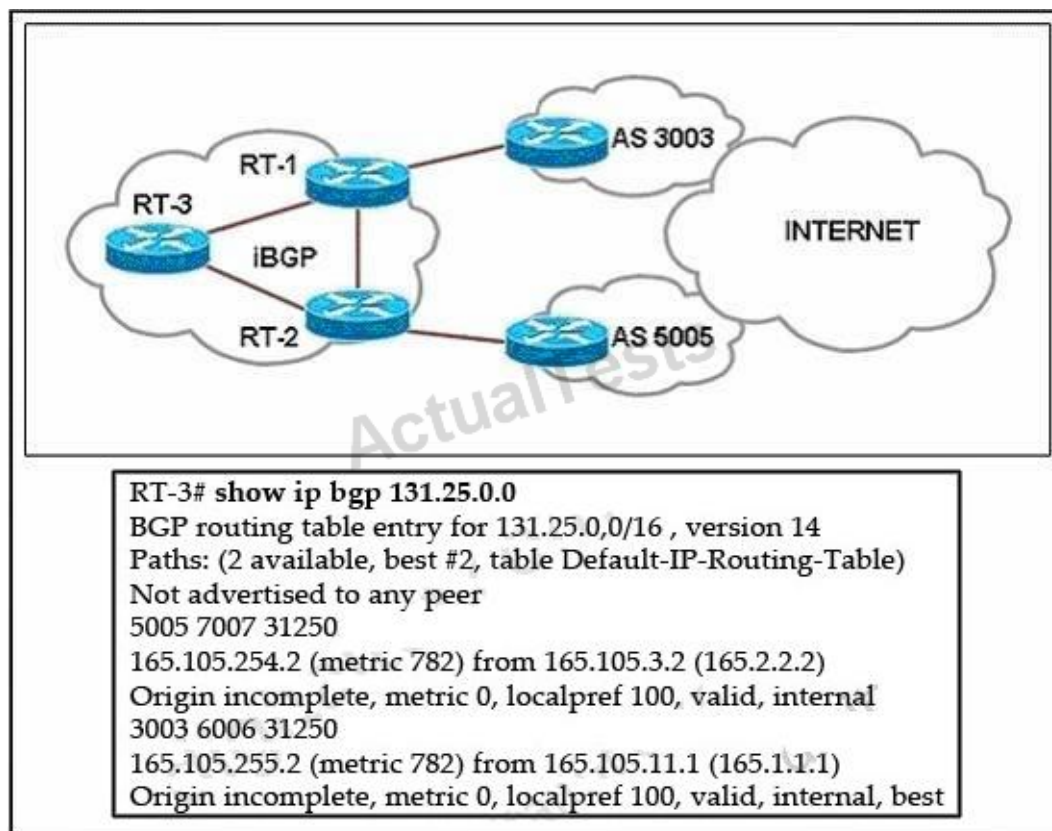 RT-1
AS 3003
RT-3
iBGP
INTERNET
RT-2
AS 5005
ActualTests
RT-3# show ip bgp 131.25.0.0
BGP routing table entry for 131.25.0,0/16 , version 14
Paths: (2 available, best #2, table Default-IP-Routing-Table)
Not advertised to any peer
5005 7007 31250
165.105.254.2 (metric 782) from 165.105.3.2 (165.2.2.2)
Origin incomplete, metric 0, localpref 100, valid, internal
3003 6006 31250
165.105.255.2 (metric 782) from 165.105.11.1 (165.1.1.1)
Origin incomplete, metric 0, localpref 100, valid, internal, best